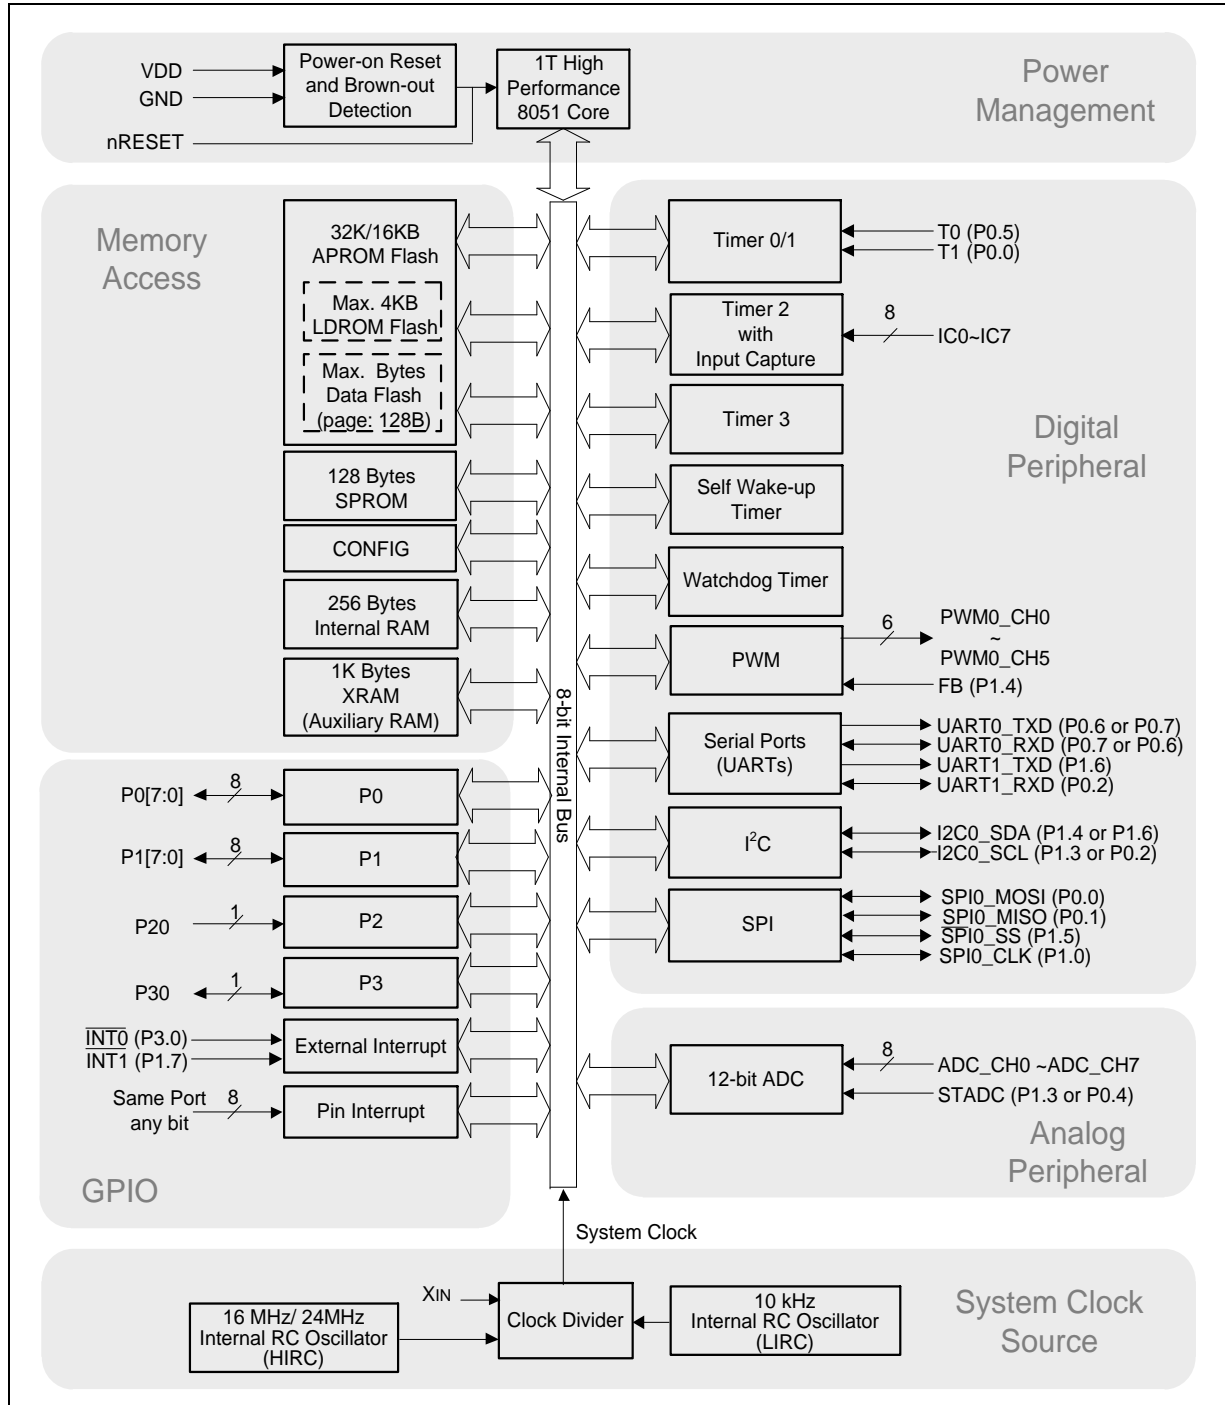 VDD
GND
nRESET
Power-on Reset
and Brown-out
Detection
1T High
Performance
8051 Core
Power
Management
Memory
Access
32K/16KB
APROM Flash
Max. 4KB
LDROM Flash
Max. Bytes
Data Flash
(page: 128B)
128 Bytes
SPROM
CONFIG
256 Bytes
Internal RAM
1K Bytes
XRAM
(Auxiliary RAM)
8-bit Internal Bus
Timer 0/1
T0 (P0.5)
T1 (P0.0)
Timer 2
with
Input Capture
8
IC0~IC7
Timer 3
Digital
Peripheral
Self Wake-up
Timer
Watchdog Timer
PWM
6
PWM0_CH0
~
PWM0_CH5
FB (P1.4)
Serial Ports
(UARTs)
UART0_TXD (P0.6 or P0.7)
UART0_RXD (P0.7 or P0.6)
UART1_TXD (P1.6)
UART1_RXD (P0.2)
I²C
I2C0_SDA (P1.4 or P1.6)
I2C0_SCL (P1.3 or P0.2)
SPI
SPI0_MOSI (P0.0)
SPI0_MISO (P0.1)
SPI0_SS (P1.5)
SPI0_CLK (P1.0)
P0[7:0]
8
P0
P1[7:0]
8
P1
P20
1
P2
P30
1
P3
INT0 (P3.0)
INT1 (P1.7)
External Interrupt
Same Port
any bit
8
Pin Interrupt
GPIO
12-bit ADC
8
ADC_CH0 ~ADC_CH7
STADC (P1.3 or P0.4)
Analog
Peripheral
System Clock
XIN
16 MHz/ 24MHz
Internal RC Oscillator
(HIRC)
Clock Divider
10 kHz
Internal RC Oscillator
(LIRC)
System Clock
Source